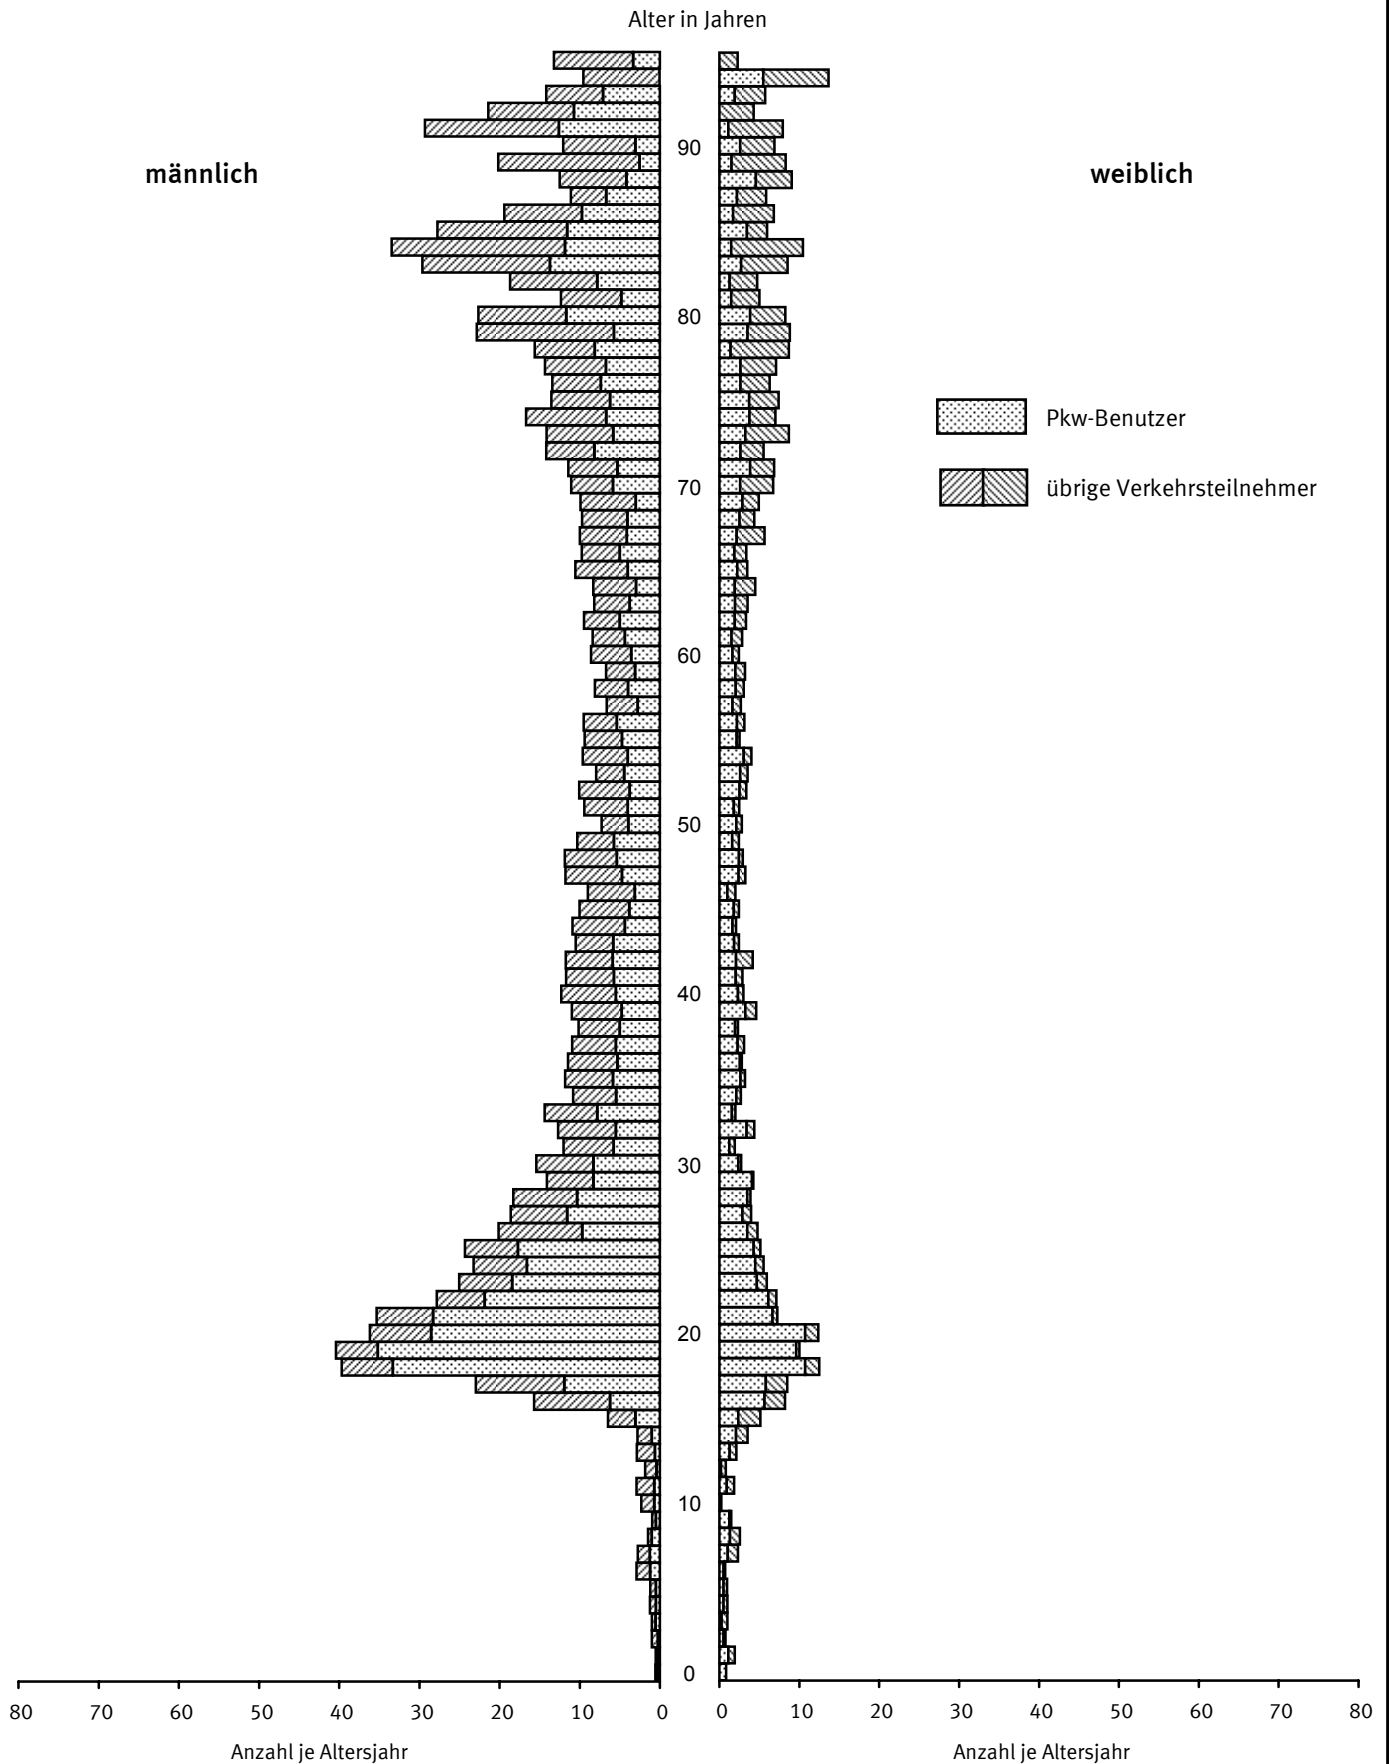 Alter in Jahren
männlich
weiblich
90
80
Pkw-Benutzer
70
übrige Verkehrsteilnehmer
60
50
40
30
20
10
0
80 70 60 50 40 30 20 10 0
0 10 20 30 40 50 60 70 80
Anzahl je Altersjahr
Anzahl je Altersjahr